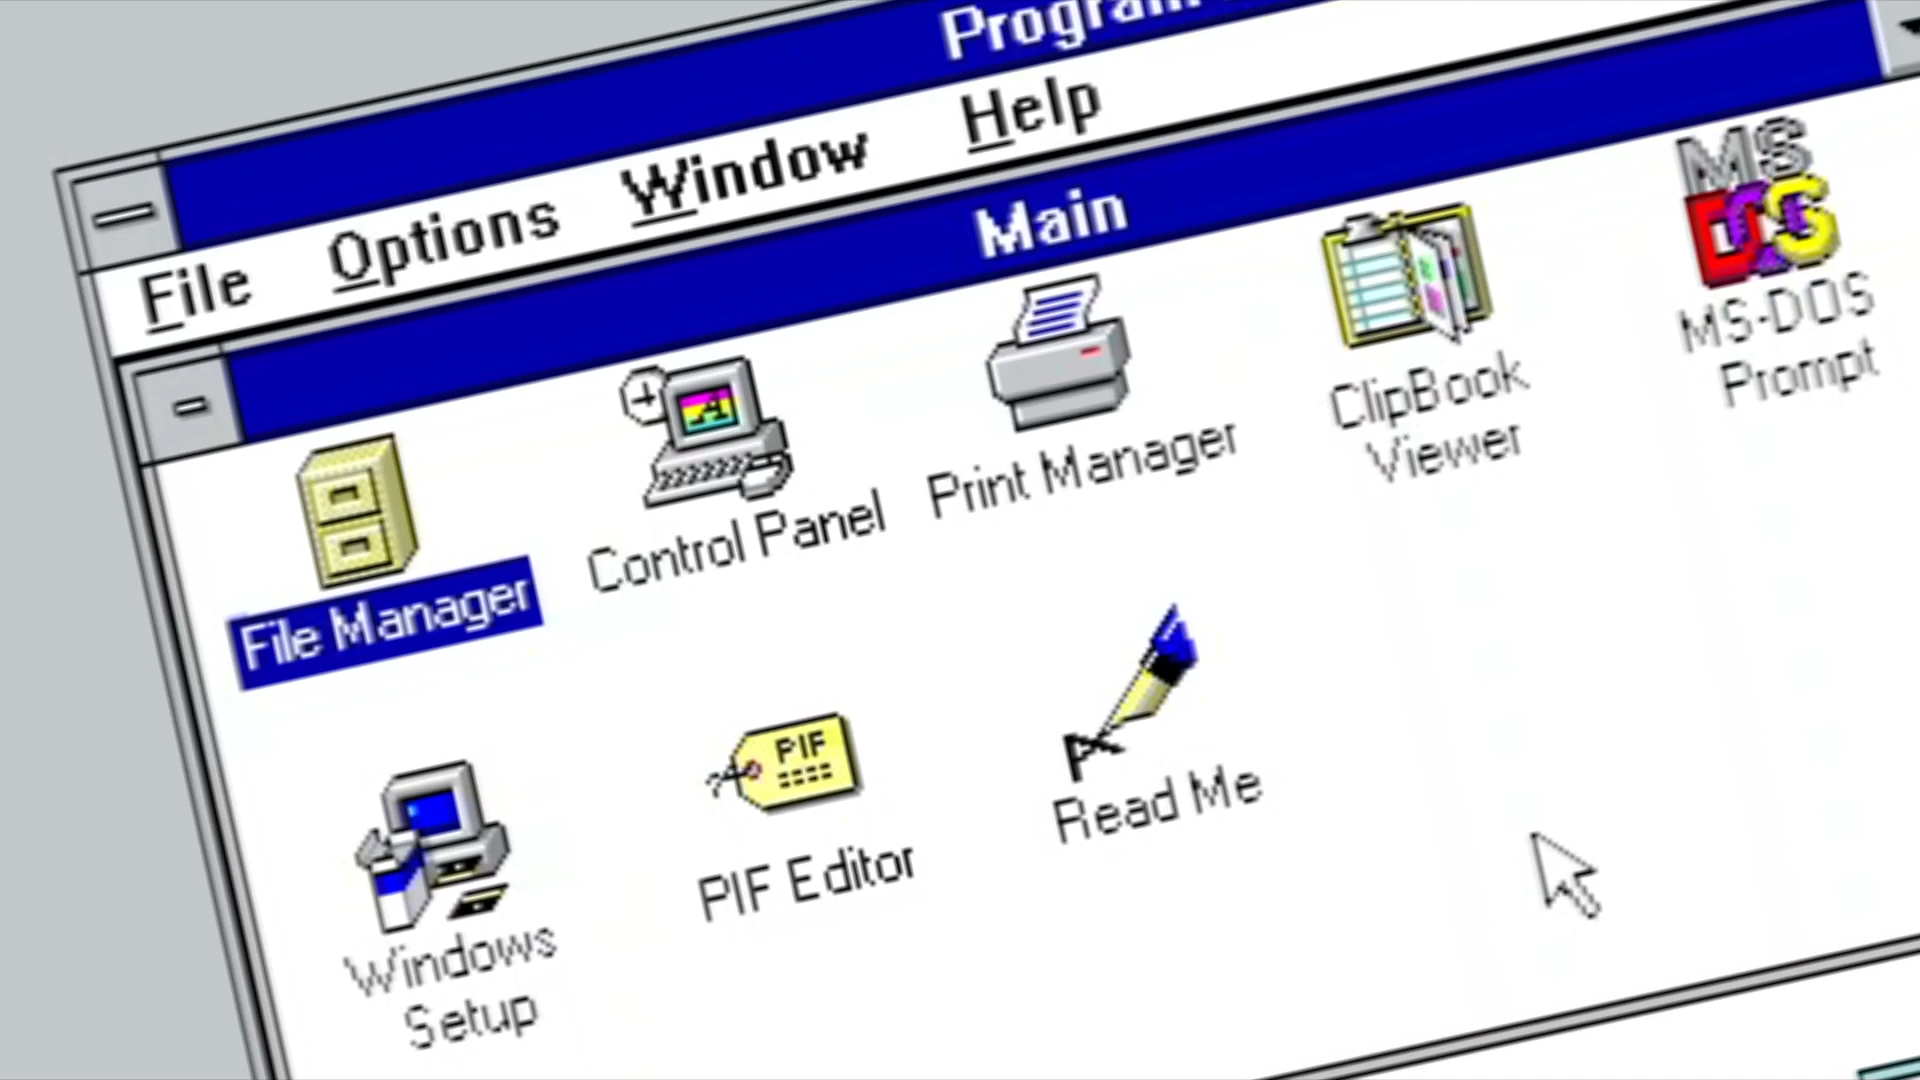 Program
File Options Window Help
Main
MS
DOS
A
File Manager
Control Panel
Print Manager
ClipBook
Viewer
MS-DOS
Prompt
PIF
Windows
Setup
PIF Editor
Read Me